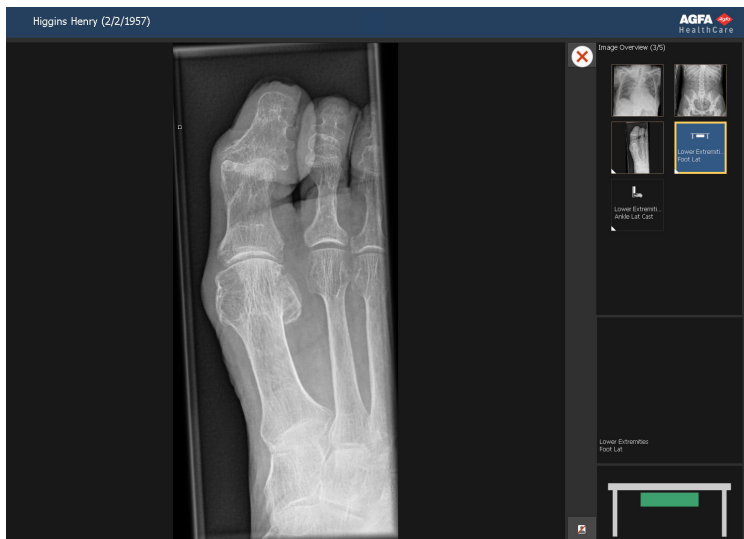 Higgins Henry (2/2/1957)
AGFA
HealthCare
Image Overview (3/5)
Lower Extremiti...
Foot Lat
Lower Extremiti...
Ankle Lat Cast
Lower Extremities
Foot Lat